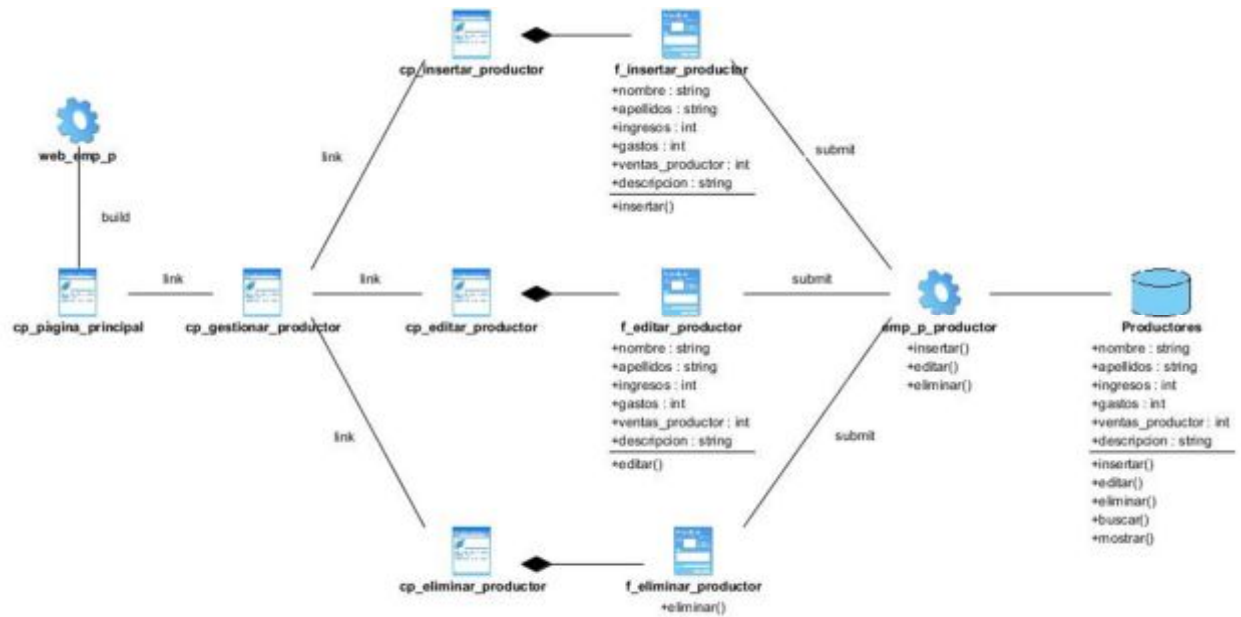 cp_insertar_productor
f_insertar_productor
+nombre : string
+apellidos : string
+ingresos : int
+gastos : int
+ventas_productor : int
+descripcion : string
+insertar()
web_emp_p
build
link
submit
cp_pàgina_principal
link
cp_gestionar_productor
link
cp_editar_productor
f_editar_productor
+nombre : string
+apellidos : string
+ingresos : int
+gastos : int
+ventas_productor : int
+descripcion : string
+editar()
submit
emp_p_productor
+insertar()
+editar()
+eliminar()
Productores
+nombre : string
+apellidos : string
+ingresos : int
+gastos : int
+ventas_productor : int
+descripcion : string
+insertar()
+editar()
+eliminar()
+buscar()
+mostrar()
link
submit
cp_eliminar_productor
f_eliminar_productor
+eliminar()